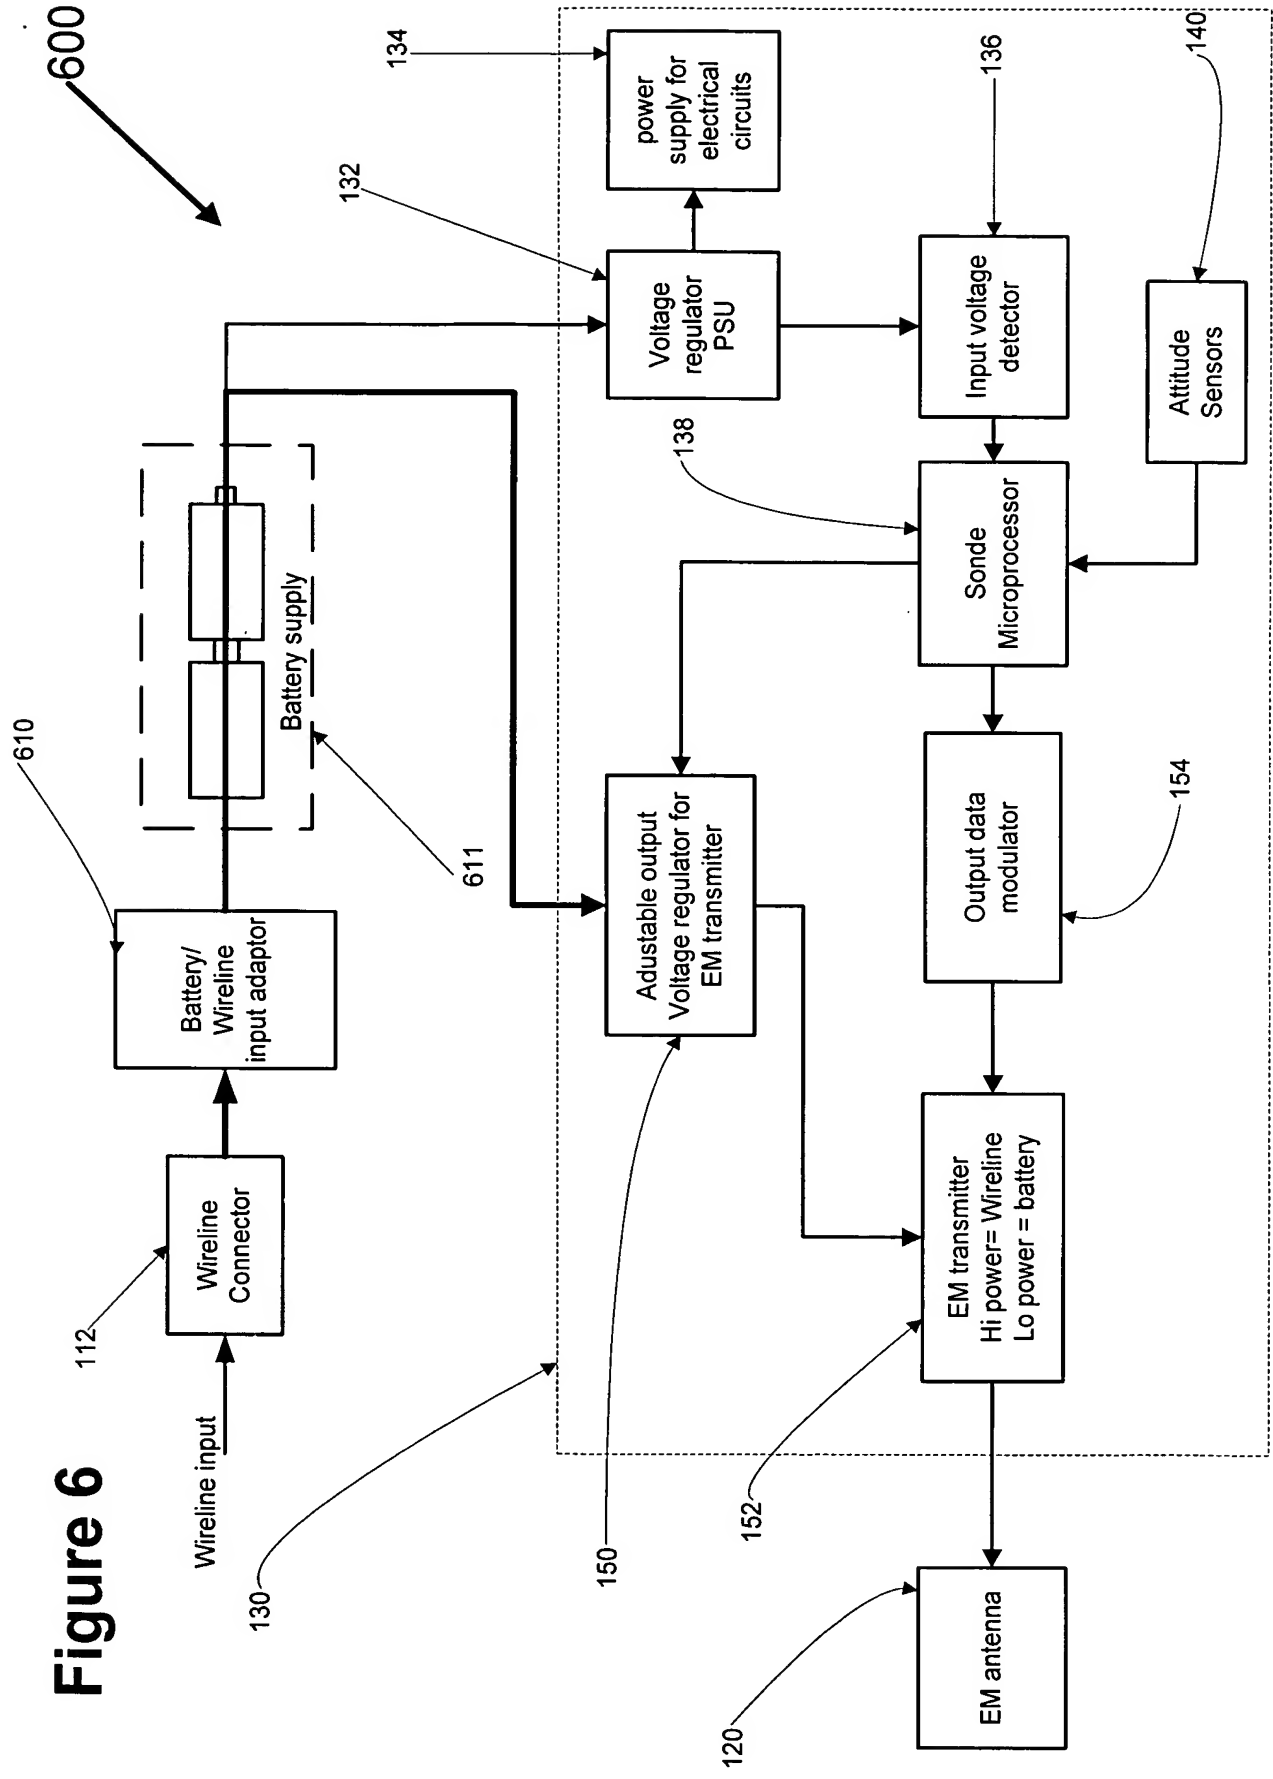 Figure 6
600
Wireline input
112
Wireline
Connector
610
Battery/
Wireline
input adaptor
Battery supply
611
130
132
134
Voltage
regulator
PSU
power
supply for
electrical
circuits
150
Adustable output
Voltage regulator for
EM transmitter
138
136
Sonde
Microprocessor
Input voltage
detector
140
Attitude
Sensors
120
EM antenna
152
EM transmitter
Hi power= Wireline
Lo power = battery
154
Output data
modulator